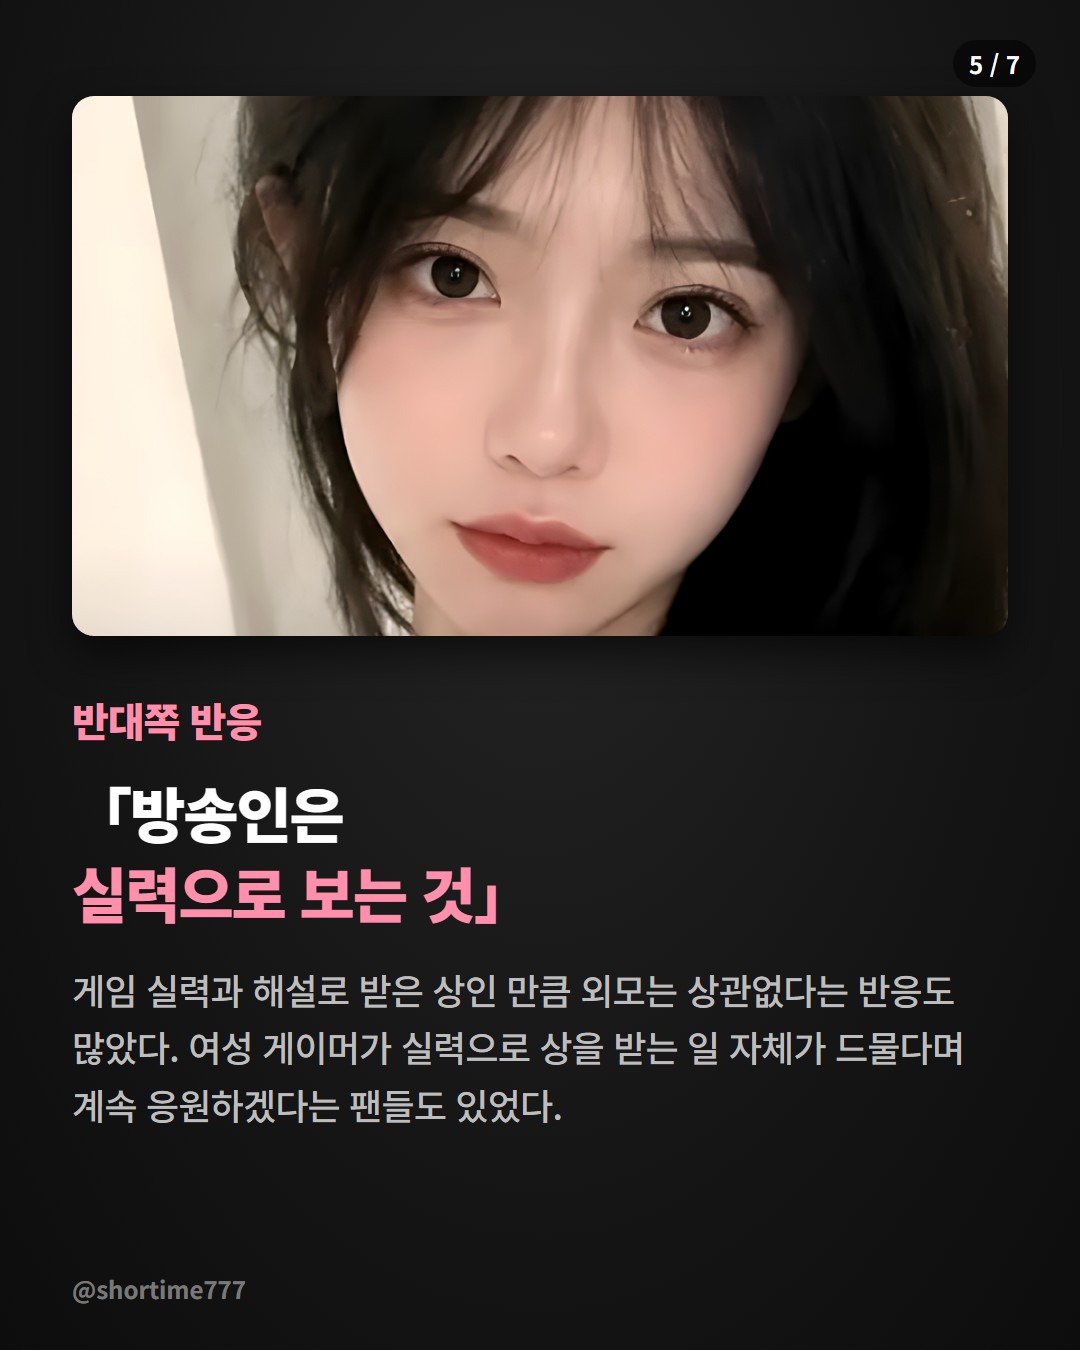 5 / 7
반대쪽 반응
「방송인은
실력으로 보는 것」
게임 실력과 해설로 받은 상인 만큼 외모는 상관없다는 반응도
많았다. 여성 게이머가 실력으로 상을 받는 일 자체가 드물다며
계속 응원하겠다는 팬들도 있었다.
@shortime777